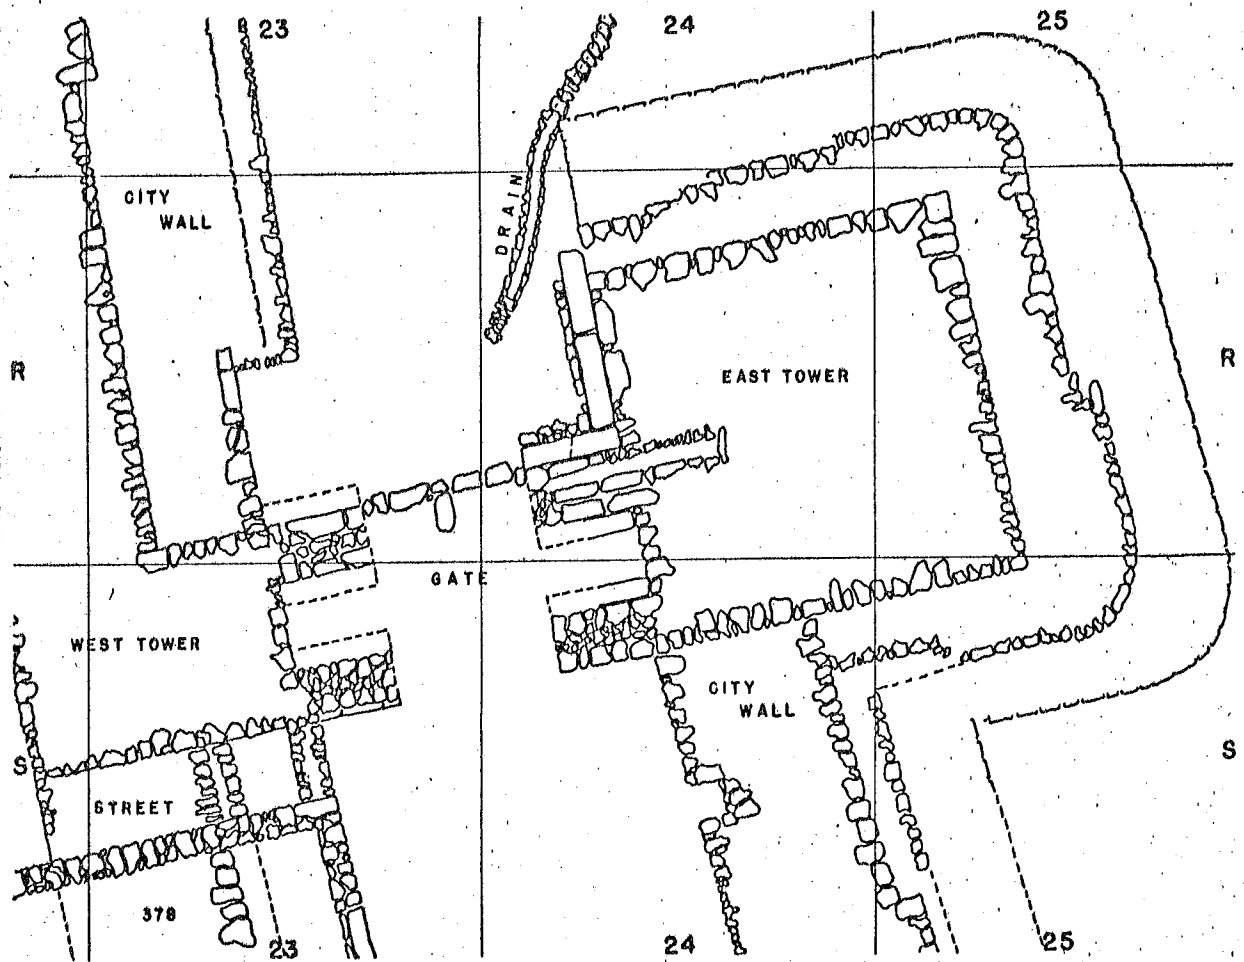 23
24
25
CITY
WALL
DRAIN
R
R
EAST TOWER
GATE
WEST TOWER
CITY
WALL
S
S
STREET
378
23
24
25